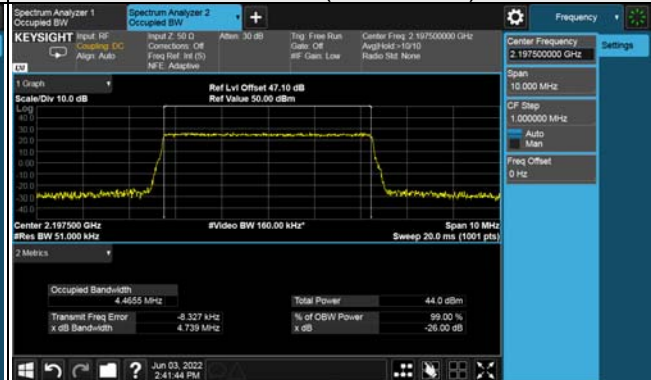 Spectrum Analyzer 1
Occupied BW
Spectrum Analyzer 2
Occupied BW
+
Frequency
KEYSIGHT
Input: RF
Coupling: DC
Align: Auto
Input Z: 50 Ω
Corrections: Off
Freq Ref: Int (S)
NFE: Adaptive
Atten: 30 dB
Trig: Free Run
Gate: Off
#IF Gain: Low
Center Freq: 2.197500000 GHz
Avg|Hold:>10/10
Radio Std: None
Center Frequency
2.197500000 GHz
Settings
Span
10.000 MHz
CF Step
1.000000 MHz
Auto
Man
Freq Offset
0 Hz
1 Graph
Scale/Div 10.0 dB
Ref Lvl Offset 47.10 dB
Ref Value 50.00 dBm
Log
40.0
30.0
20.0
10.0
0.00
-10.0
-20.0
-30.0
-40.0
Center 2.197500 GHz
#Res BW 51.000 kHz
#Video BW 160.00 kHz*
Span 10 MHz
Sweep 20.0 ms (1001 pts)
2 Metrics
Occupied Bandwidth
4.4655 MHz
Total Power
44.0 dBm
Transmit Freq Error
-8.327 kHz
% of OBW Power
99.00 %
x dB Bandwidth
4.739 MHz
x dB
-26.00 dB
?
Jun 03, 2022
2:41:44 PM